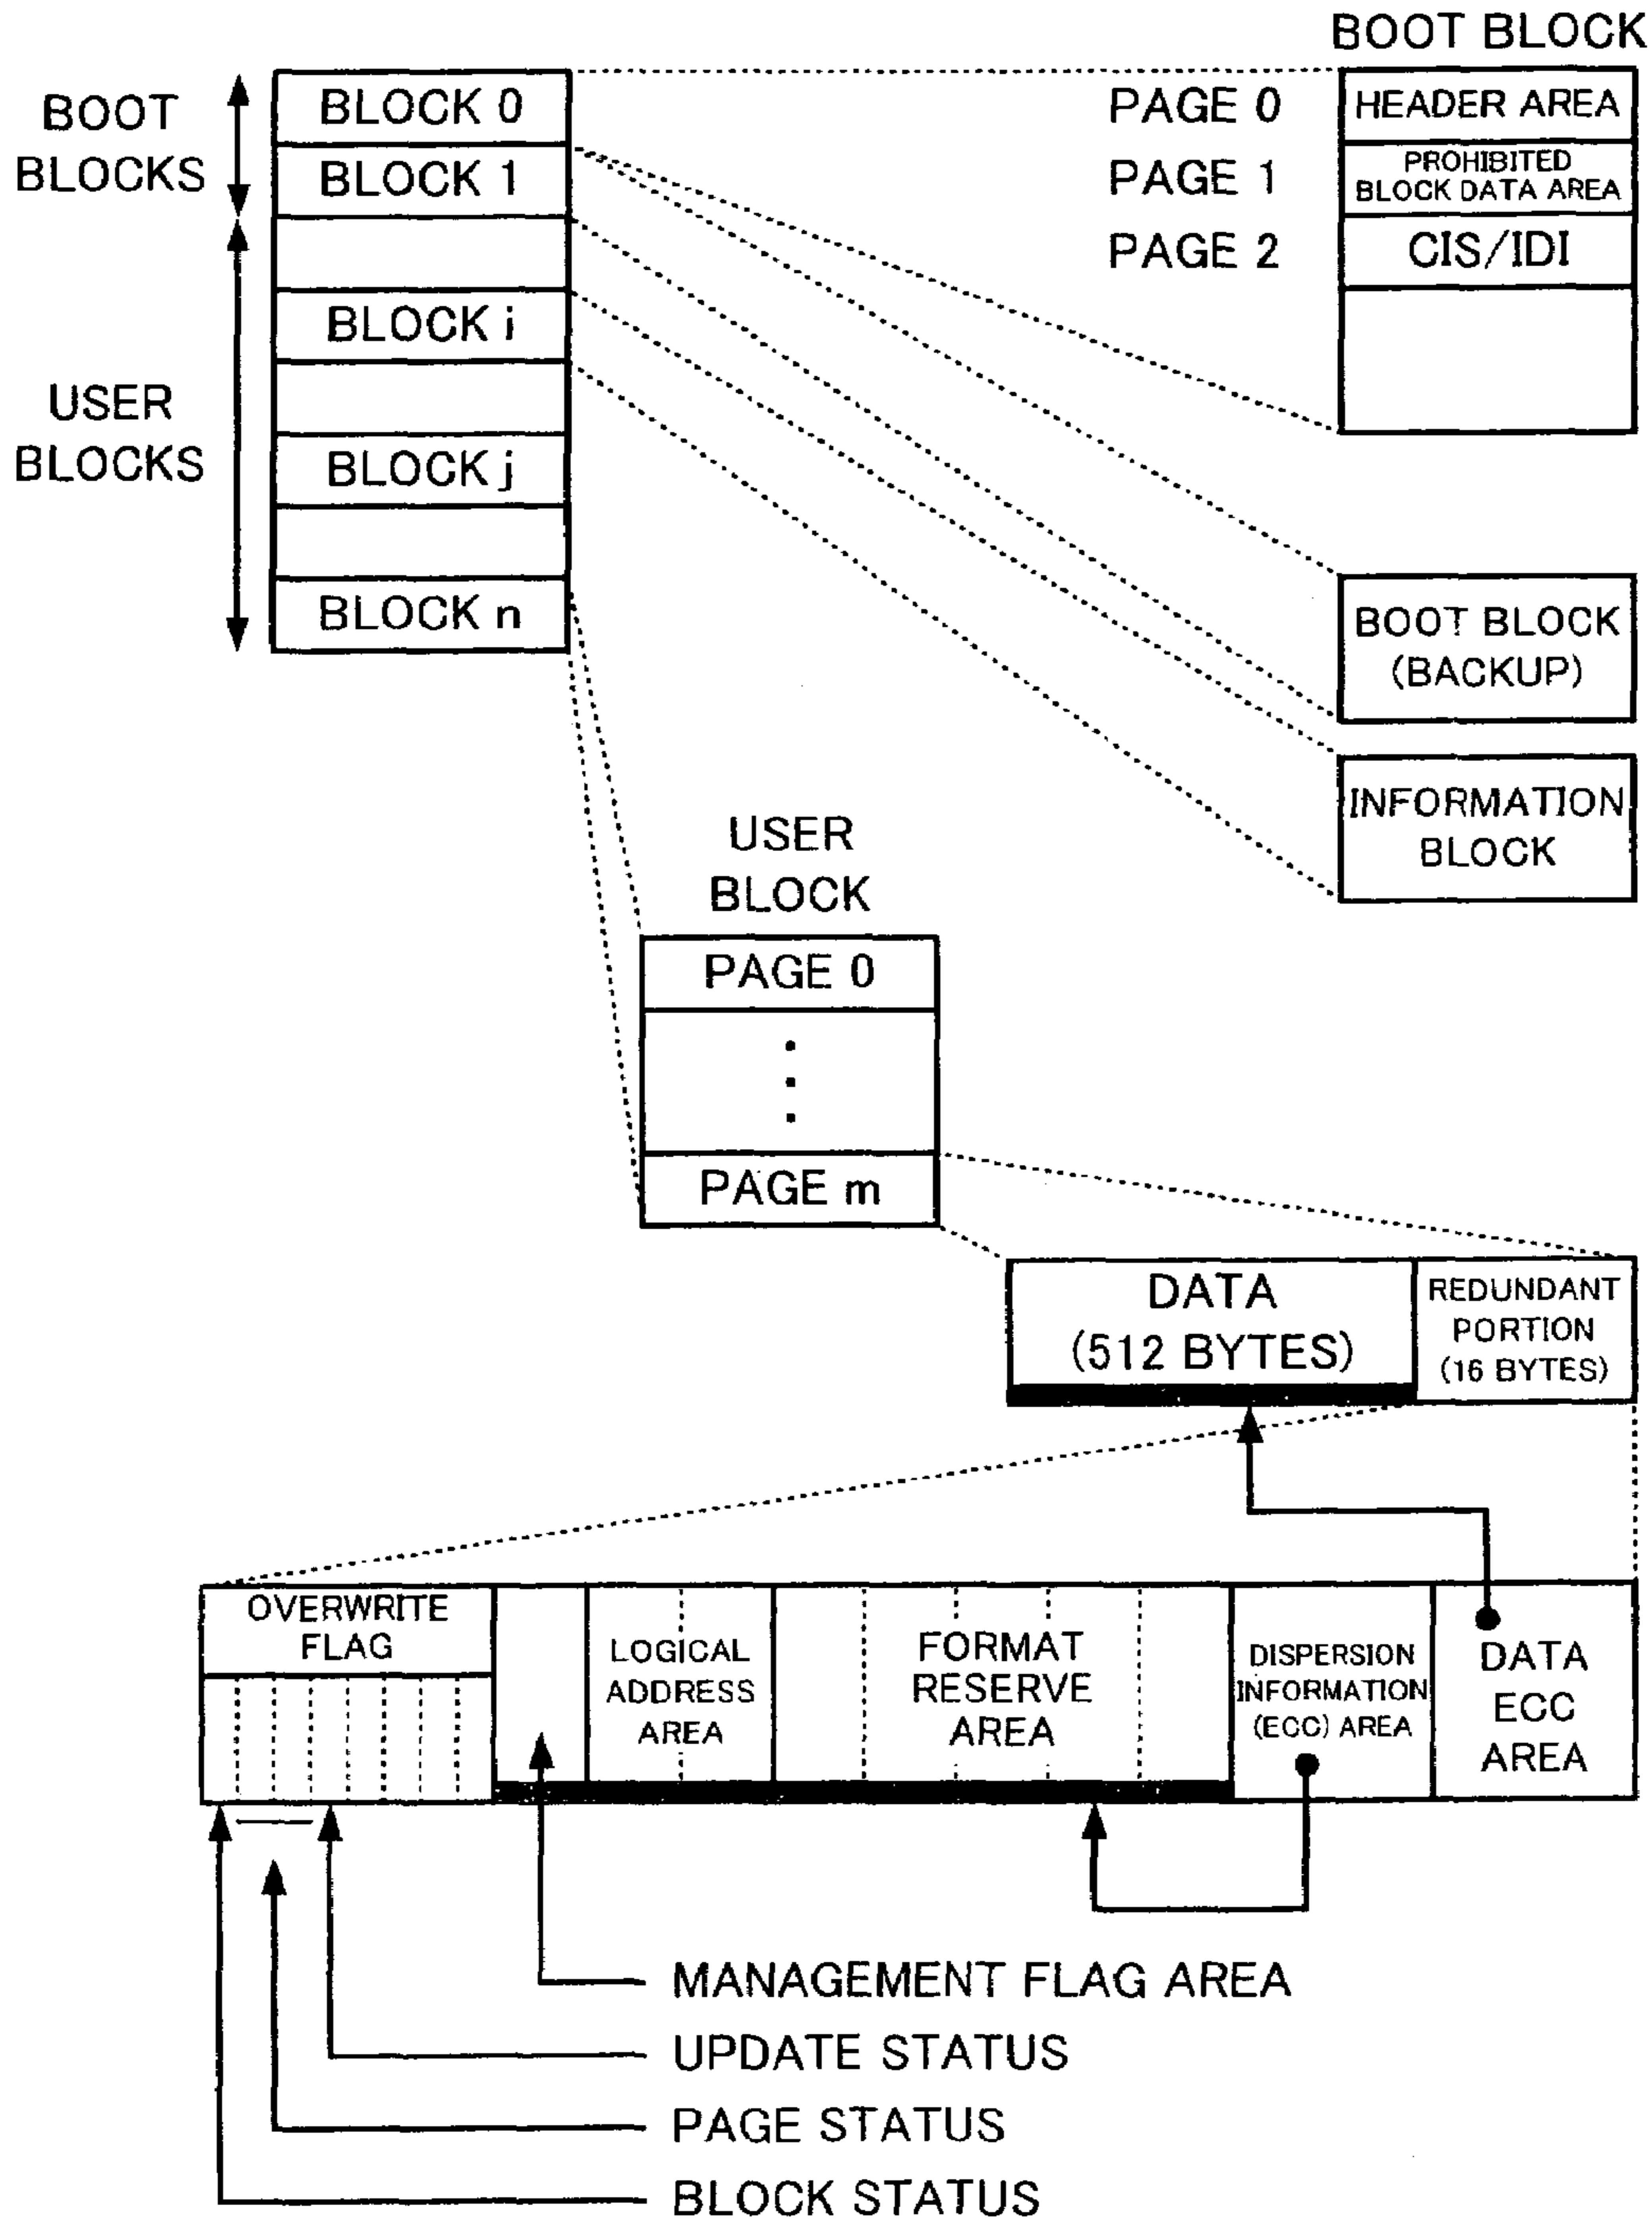 BOOT BLOCK
BOOT
BLOCKS
BLOCK 0
BLOCK 1
PAGE 0
HEADER AREA
PAGE 1
PROHIBITED
BLOCK DATA AREA
PAGE 2
CIS/IDI
USER
BLOCKS
BLOCK i
BLOCK j
BLOCK n
BOOT BLOCK
(BACKUP)
INFORMATION
BLOCK
USER
BLOCK
PAGE 0
PAGE m
DATA
(512 BYTES)
REDUNDANT
PORTION
(16 BYTES)
OVERWRITE
FLAG
LOGICAL
ADDRESS
AREA
FORMAT
RESERVE
AREA
DISPERSION
INFORMATION
(ECC) AREA
DATA
ECC
AREA
MANAGEMENT FLAG AREA
UPDATE STATUS
PAGE STATUS
BLOCK STATUS